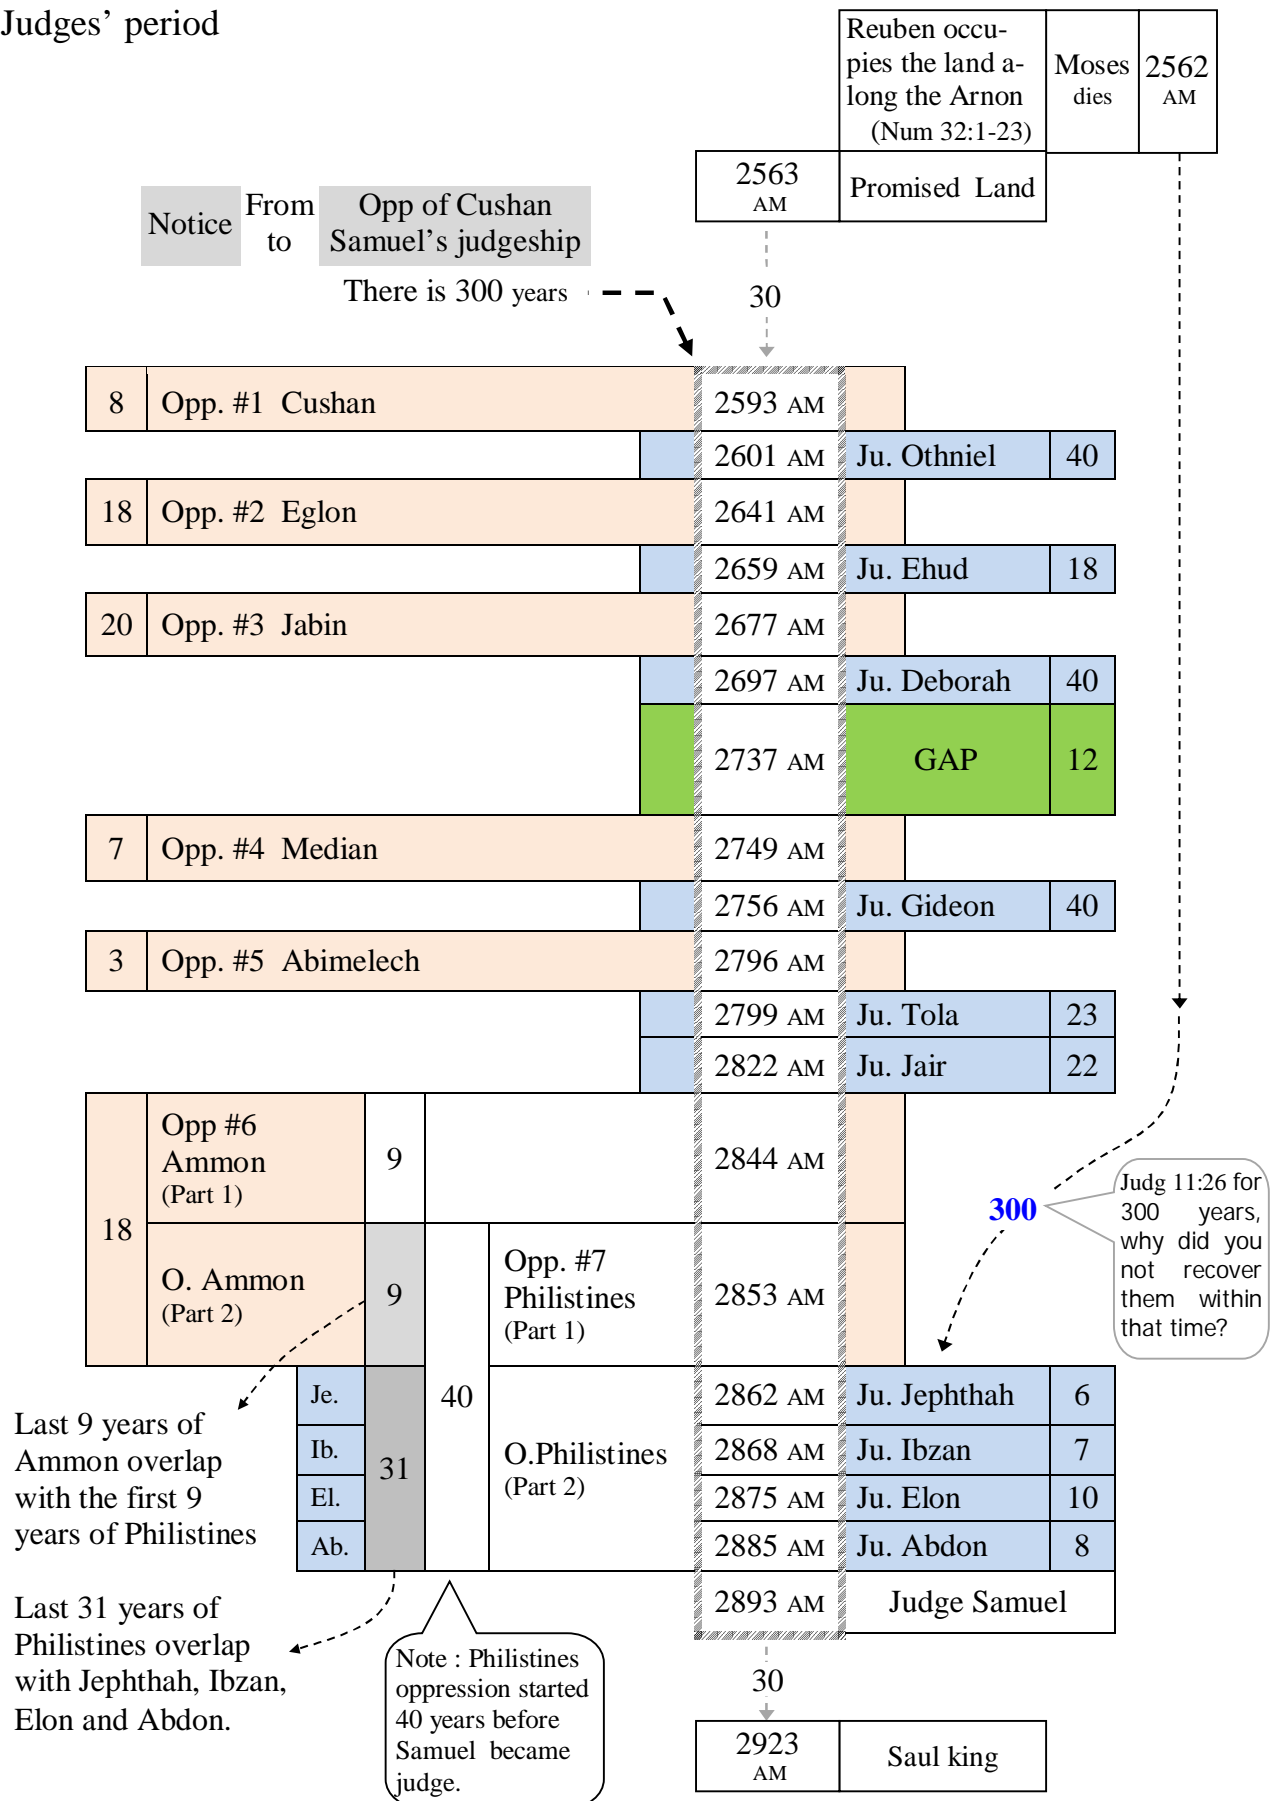 Judges’ period
Reuben occu-
pies the land a-
long the Arnon
(Num 32:1-23)
Moses
dies
2562
AM
2563
AM
Promised Land
Notice
From
to
Opp of Cushan
Samuel’s judgeship
There is 300 years
30
8 Opp. #1 Cushan 2593 AM
2601 AM Ju. Othniel 40
18 Opp. #2 Eglon 2641 AM
2659 AM Ju. Ehud 18
20 Opp. #3 Jabin 2677 AM
2697 AM Ju. Deborah 40
2737 AM GAP 12
7 Opp. #4 Median 2749 AM
2756 AM Ju. Gideon 40
3 Opp. #5 Abimelech 2796 AM
2799 AM Ju. Tola 23
2822 AM Ju. Jair 22
18
Opp #6
Ammon
(Part 1)
9
2844 AM
O. Ammon
(Part 2)
9
40
Opp. #7
Philistines
(Part 1)
2853 AM
300
Judg 11:26 for
300 years,
why did you
not recover
them within
that time?
Je.
Ib.
El.
Ab.
31
O.Philistines
(Part 2)
2862 AM Ju. Jephthah 6
2868 AM Ju. Ibzan 7
2875 AM Ju. Elon 10
2885 AM Ju. Abdon 8
2893 AM Judge Samuel
Last 9 years of
Ammon overlap
with the first 9
years of Philistines
Last 31 years of
Philistines overlap
with Jephthah, Ibzan,
Elon and Abdon.
Note : Philistines
oppression started
40 years before
Samuel became
judge.
30
2923
AM
Saul king